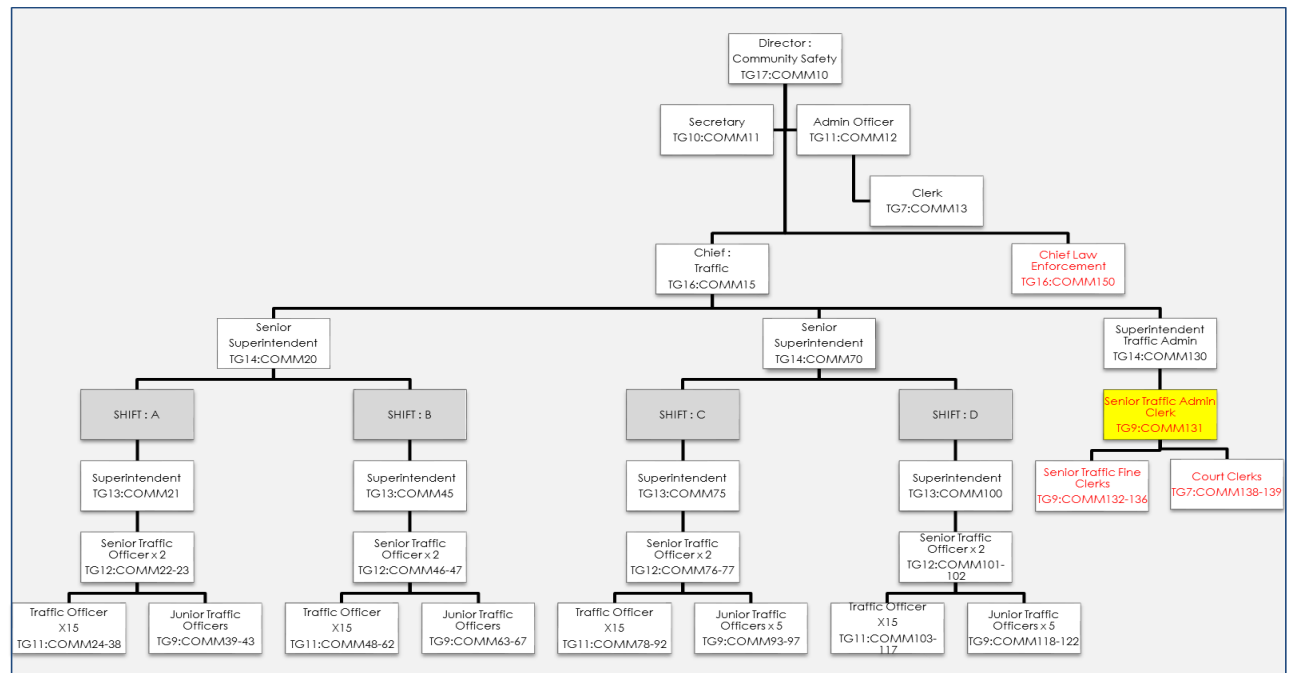 Director :
Community Safety
TG17:COMM10
Secretary
TG10:COMM11
Admin Officer
TG11:COMM12
Clerk
TG7:COMM13
Chief :
Traffic
TG16:COMM15
Chief Law
Enforcement
TG16:COMM150
Senior
Superintendent
TG14:COMM20
Senior
Superintendent
TG14:COMM70
Superintendent
Traffic Admin
TG14:COMM130
SHIFT : A
SHIFT : B
SHIFT : C
SHIFT : D
Senior Traffic Admin
Clerk
TG9:COMM131
Superintendent
TG13:COMM21
Superintendent
TG13:COMM45
Superintendent
TG13:COMM75
Superintendent
TG13:COMM100
Senior Traffic Fine
Clerks
TG9:COMM132-136
Court Clerks
TG7:COMM138-139
Senior Traffic
Officer x 2
TG12:COMM22-23
Senior Traffic
Officer x 2
TG12:COMM46-47
Senior Traffic
Officer x 2
TG12:COMM76-77
Senior Traffic
Officer x 2
TG12:COMM101-
102
Traffic Officer
X15
TG11:COMM24-38
Junior Traffic
Officers
TG9:COMM39-43
Traffic Officer
X15
TG11:COMM48-62
Junior Traffic
Officers
TG9:COMM63-67
Traffic Officer
X15
TG11:COMM78-92
Junior Traffic
Officers x 5
TG9:COMM93-97
Traffic Officer
X15
TG11:COMM103-
117
Junior Traffic
Officers x 5
TG9:COMM118-122